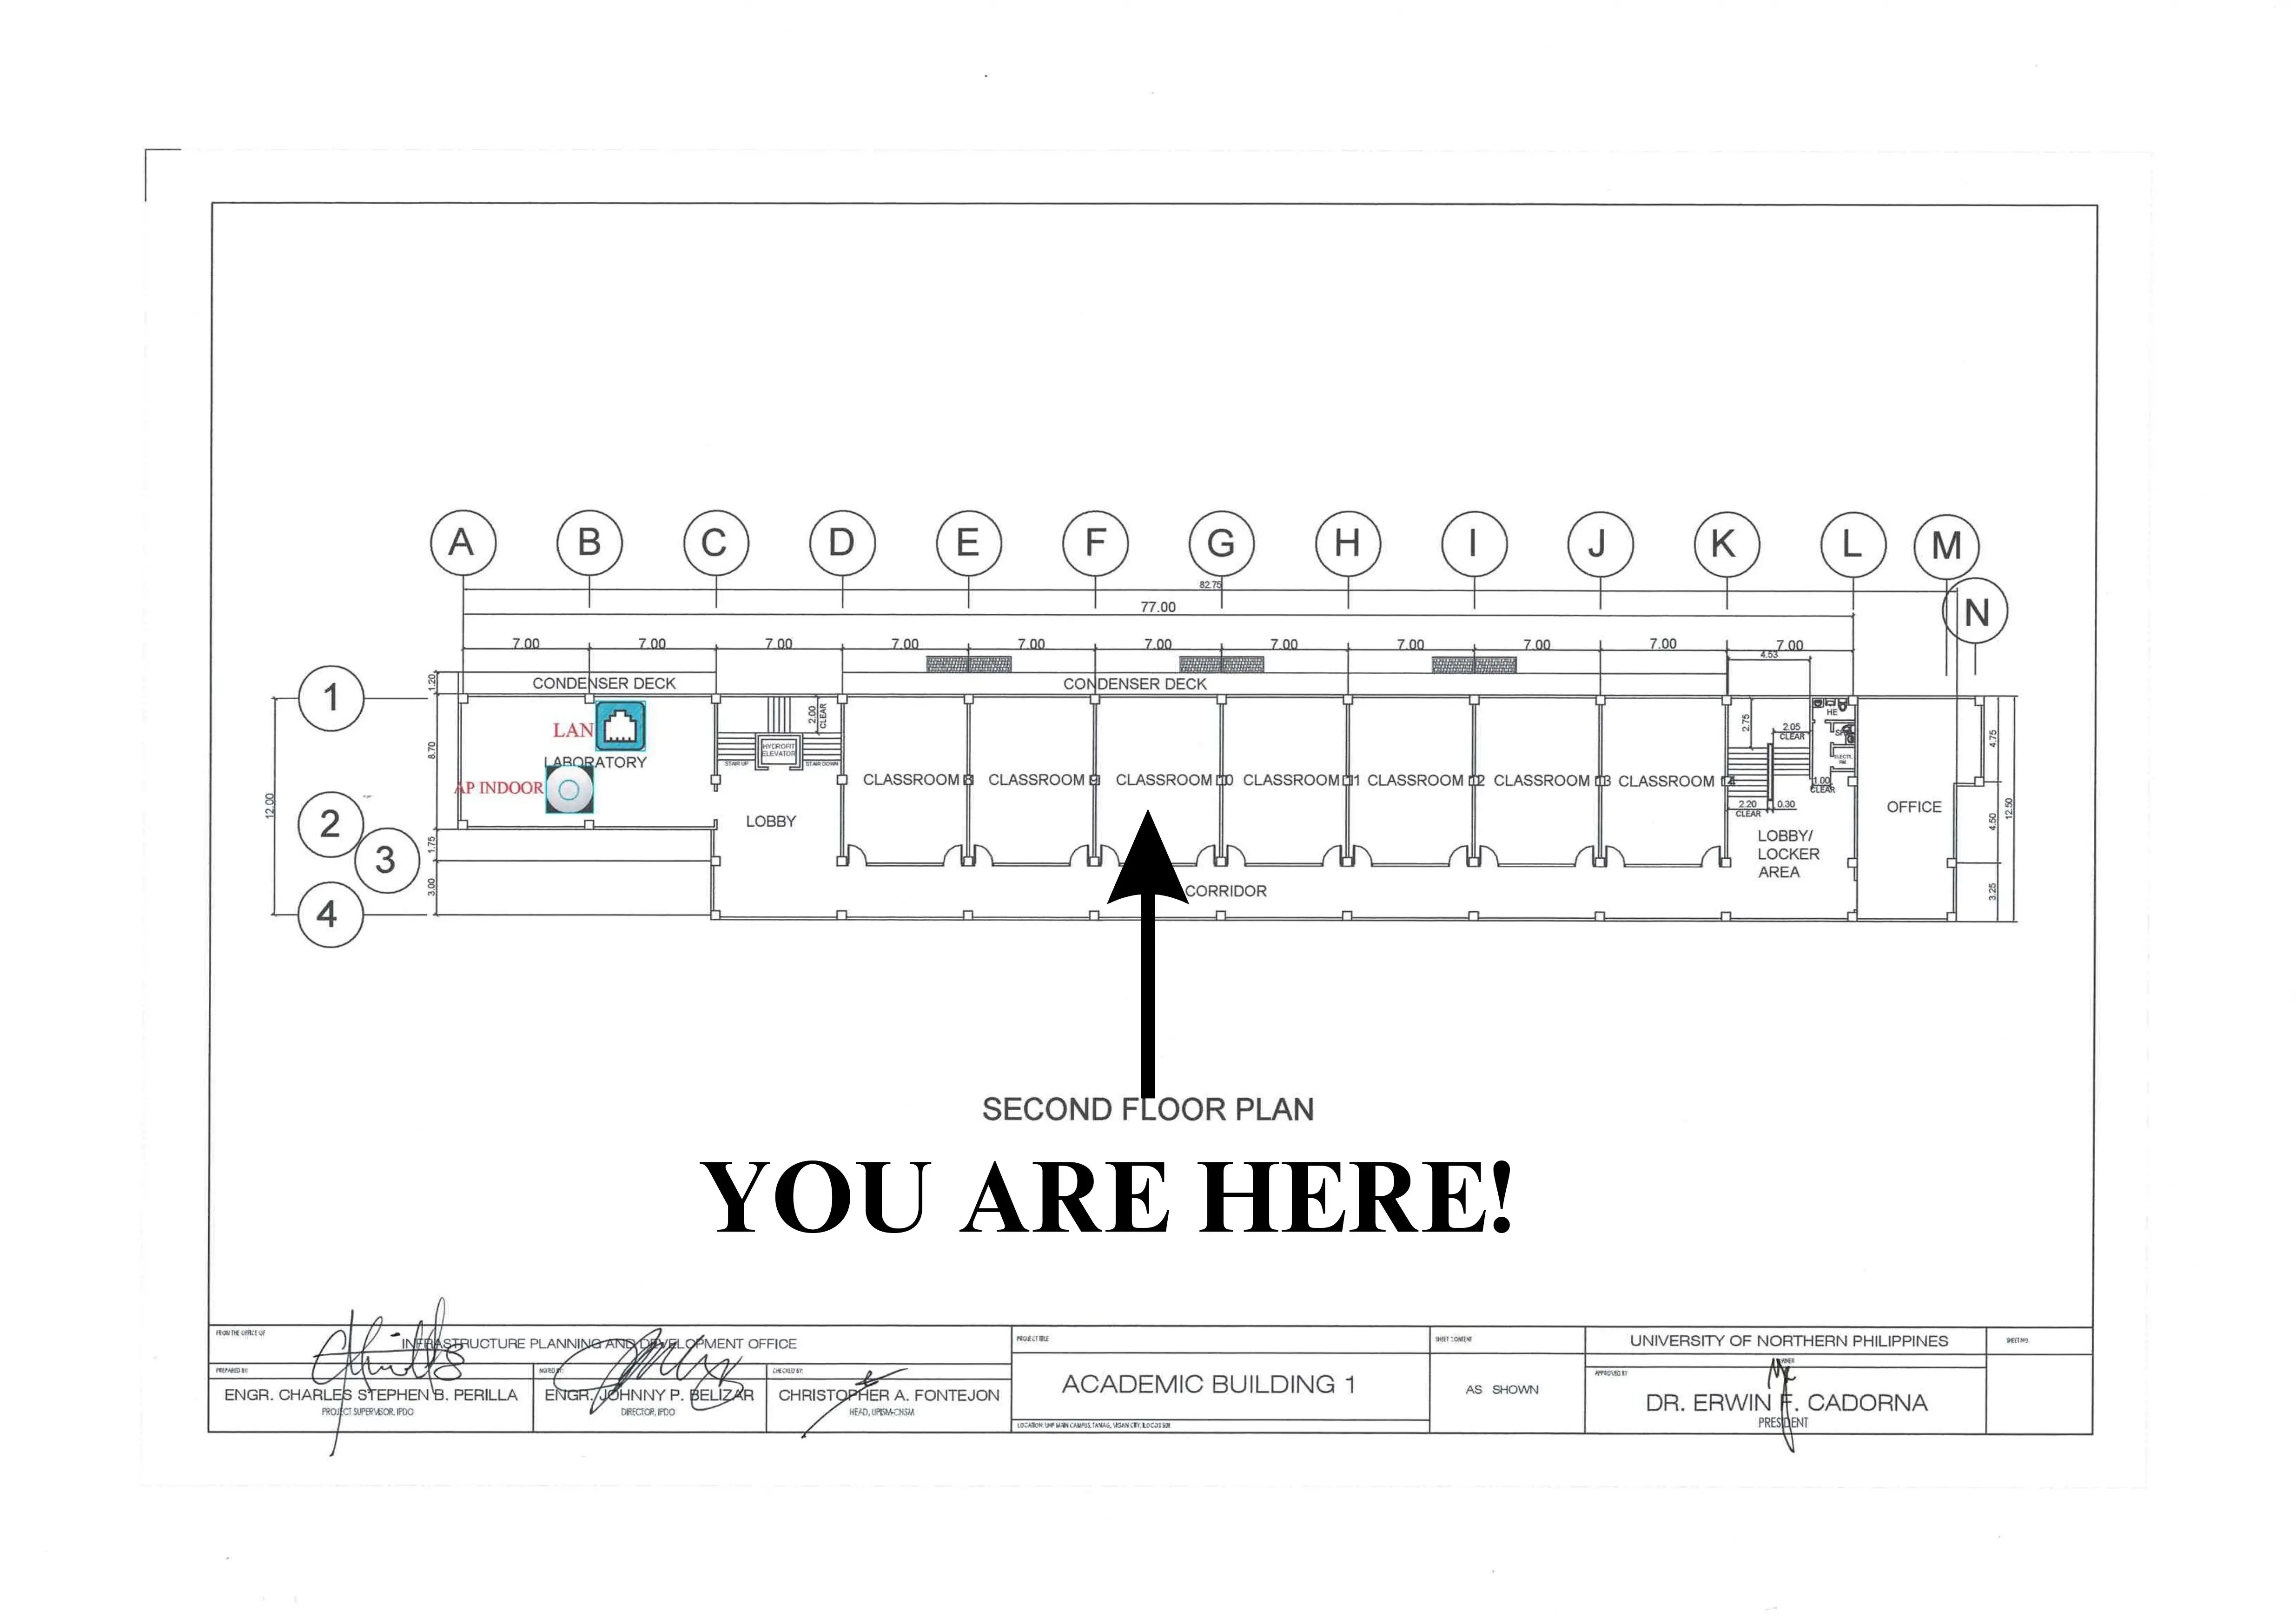 A B C D E F G H I J K L M
N
82.75
77.00
7.00 7.00 7.00 7.00 7.00 7.00 7.00 7.00 7.00 7.00 7.00
4.53
1
2
3
4
1.20
8.70
12.00
1.75
3.00
CONDENSER DECK
CONDENSER DECK
LAN
LABORATORY
AP INDOOR
2.00
CLEAR
HYDROFIT
ELEVATOR
STAIR UP
STAIR DOWN
LOBBY
CLASSROOM 8
CLASSROOM 9
CLASSROOM 10
CLASSROOM 11
CLASSROOM 12
CLASSROOM 13
CLASSROOM 14
CORRIDOR
2.75
2.05
CLEAR
HE
1.00
CLEAR
2.20
CLEAR
0.30
LOBBY/
LOCKER
AREA
OFFICE
4.75
4.50
3.25
12.50
SECOND FLOOR PLAN
YOU ARE HERE!
FROM THE OFFICE OF
INFRASTRUCTURE PLANNING AND DEVELOPMENT OFFICE
PREPARED BY:
ENGR. CHARLES STEPHEN B. PERILLA
PROJECT SUPERVISOR, IPDO
NOTED BY:
ENGR. JOHNNY P. BELIZAR
DIRECTOR, IPDO
CHECKED BY:
CHRISTOPHER A. FONTEJON
HEAD,
PROJECT TITLE
ACADEMIC BUILDING 1
LOCATION: UNP MAIN CAMPUS, TAMAG, VIGAN CITY, ILOCOS SUR
SHEET CONTENT
AS SHOWN
UNIVERSITY OF NORTHERN PHILIPPINES
OWNER
APPROVED BY
DR. ERWIN F. CADORNA
PRESIDENT
SHEET NO.